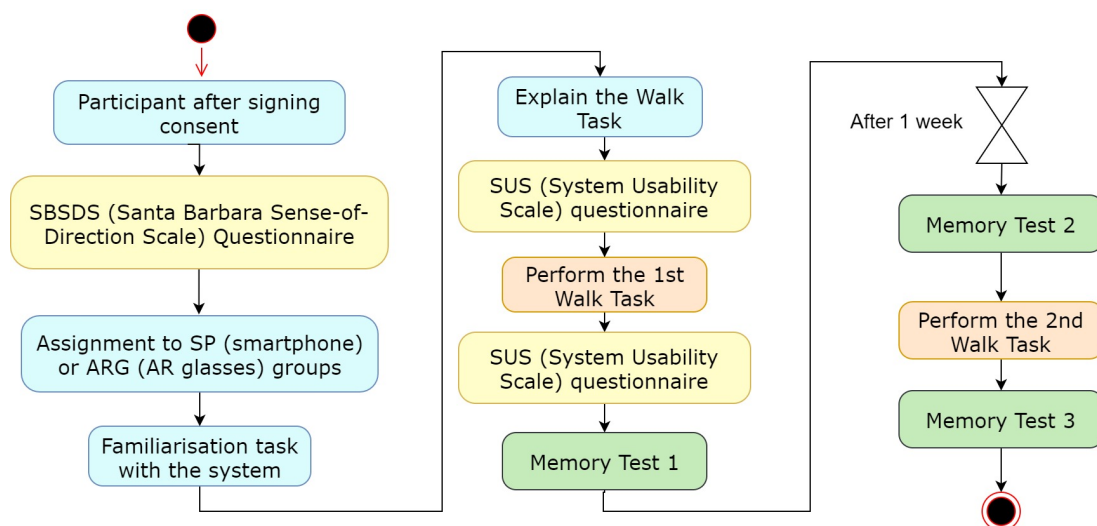 Participant after signing
consent
SBSDS (Santa Barbara Sense-of-
Direction Scale) Questionnaire
Assignment to SP (smartphone)
or ARG (AR glasses) groups
Familiarisation task
with the system
Explain the Walk
Task
SUS (System Usability
Scale) questionnaire
Perform the 1st
Walk Task
SUS (System Usability
Scale) questionnaire
Memory Test 1
After 1 week
Memory Test 2
Perform the 2nd
Walk Task
Memory Test 3